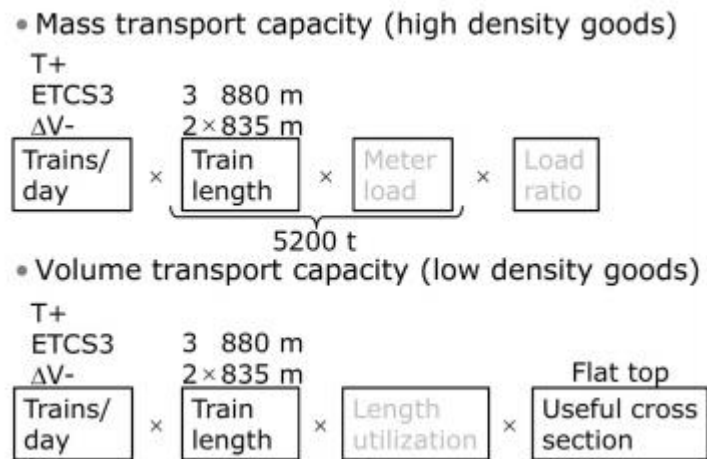 • Mass transport capacity (high density goods)
T+
ETCS3 3 880 m
ΔV- 2×835 m
Trains/ day × Train length × Meter load × Load ratio
5200 t
• Volume transport capacity (low density goods)
T+
ETCS3 3 880 m
ΔV- 2×835 m Flat top
Trains/ day × Train length × Length utilization × Useful cross section